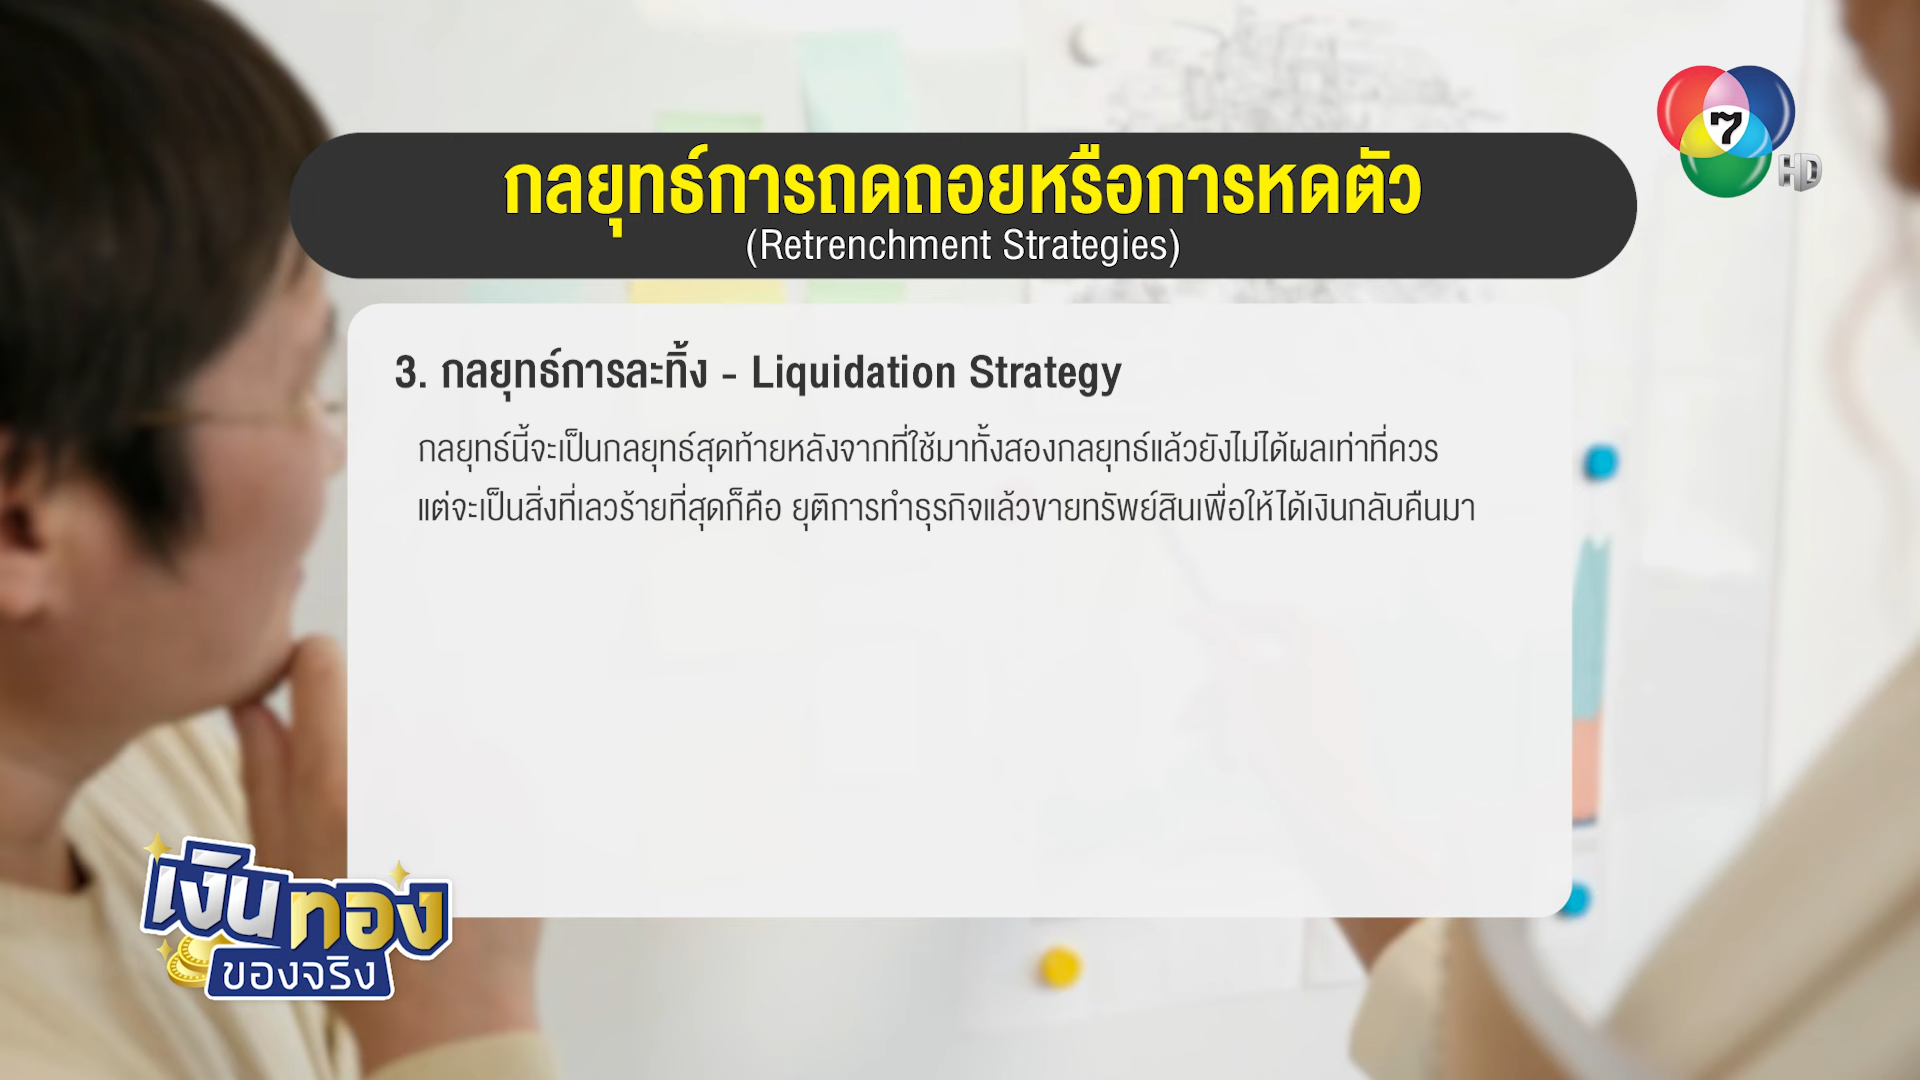 7
HD
กลยุทธ์การถดถอยหรือการหดตัว
(Retrenchment Strategies)
3. กลยุทธ์การละทิ้ง - Liquidation Strategy
กลยุทธ์นี้จะเป็นกลยุทธ์สุดท้ายหลังจากที่ใช้มาทั้งสองกลยุทธ์แล้วยังไม่ได้ผลเท่าที่ควร
แต่จะเป็นสิ่งที่เลวร้ายที่สุดก็คือ ยุติการทำธุรกิจแล้วขายทรัพย์สินเพื่อให้ได้เงินกลับคืนมา
เงินทอง
ของจริง